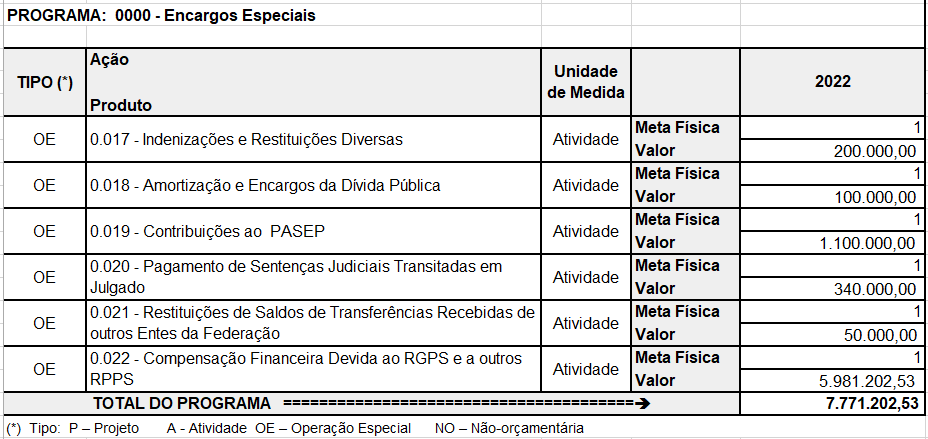 PROGRAMA: 0000 - Encargos Especiais
TIPO (*)
Ação
Produto
Unidade
de Medida
2022
OE
0.017 - Indenizações e Restituições Diversas
Atividade
Meta Física
1
Valor
200.000,00
OE
0.018 - Amortização e Encargos da Dívida Pública
Atividade
Meta Física
1
Valor
100.000,00
OE
0.019 - Contribuições ao  PASEP
Atividade
Meta Física
1
Valor
1.100.000,00
OE
0.020 - Pagamento de Sentenças Judiciais Transitadas em
Julgado
Atividade
Meta Física
1
Valor
340.000,00
OE
0.021 - Restituições de Saldos de Transferências Recebidas de
outros Entes da Federação
Atividade
Meta Física
1
Valor
50.000,00
OE
0.022 - Compensação Financeira Devida ao RGPS e a outros
RPPS
Atividade
Meta Física
1
Valor
5.981.202,53
TOTAL DO PROGRAMA =======================================➔ 7.771.202,53
(*) Tipo: P – Projeto A - Atividade OE – Operação Especial NO – Não-orçamentária